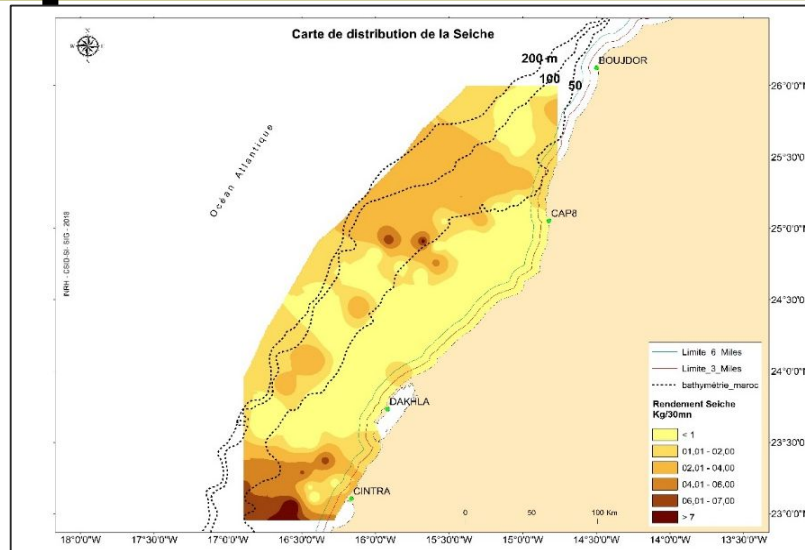 Carte de distribution de la Seiche
N
W
E
S
200 m
100
50
BOUJDOR
Océan Atlantique
CAP8
INRH - CSID-SI- SIG - 2018
DAKHLA
CINTRA
26°0'0"N
25°30'0"N
25°0'0"N
24°30'0"N
24°0'0"N
23°30'0"N
23°0'0"N
Limite_6_Miles
Limite_3_Miles
bathymétrie_maroc
Rendement Seiche
Kg/30mn
< 1
01,01 - 02,00
02,01 - 04,00
04,01 - 06,00
06,01 - 07,00
> 7
0 50 100 Km
18°0'0"W 17°30'0"W 17°0'0"W 16°30'0"W 16°0'0"W 15°30'0"W 15°0'0"W 14°30'0"W 14°0'0"W 13°30'0"W